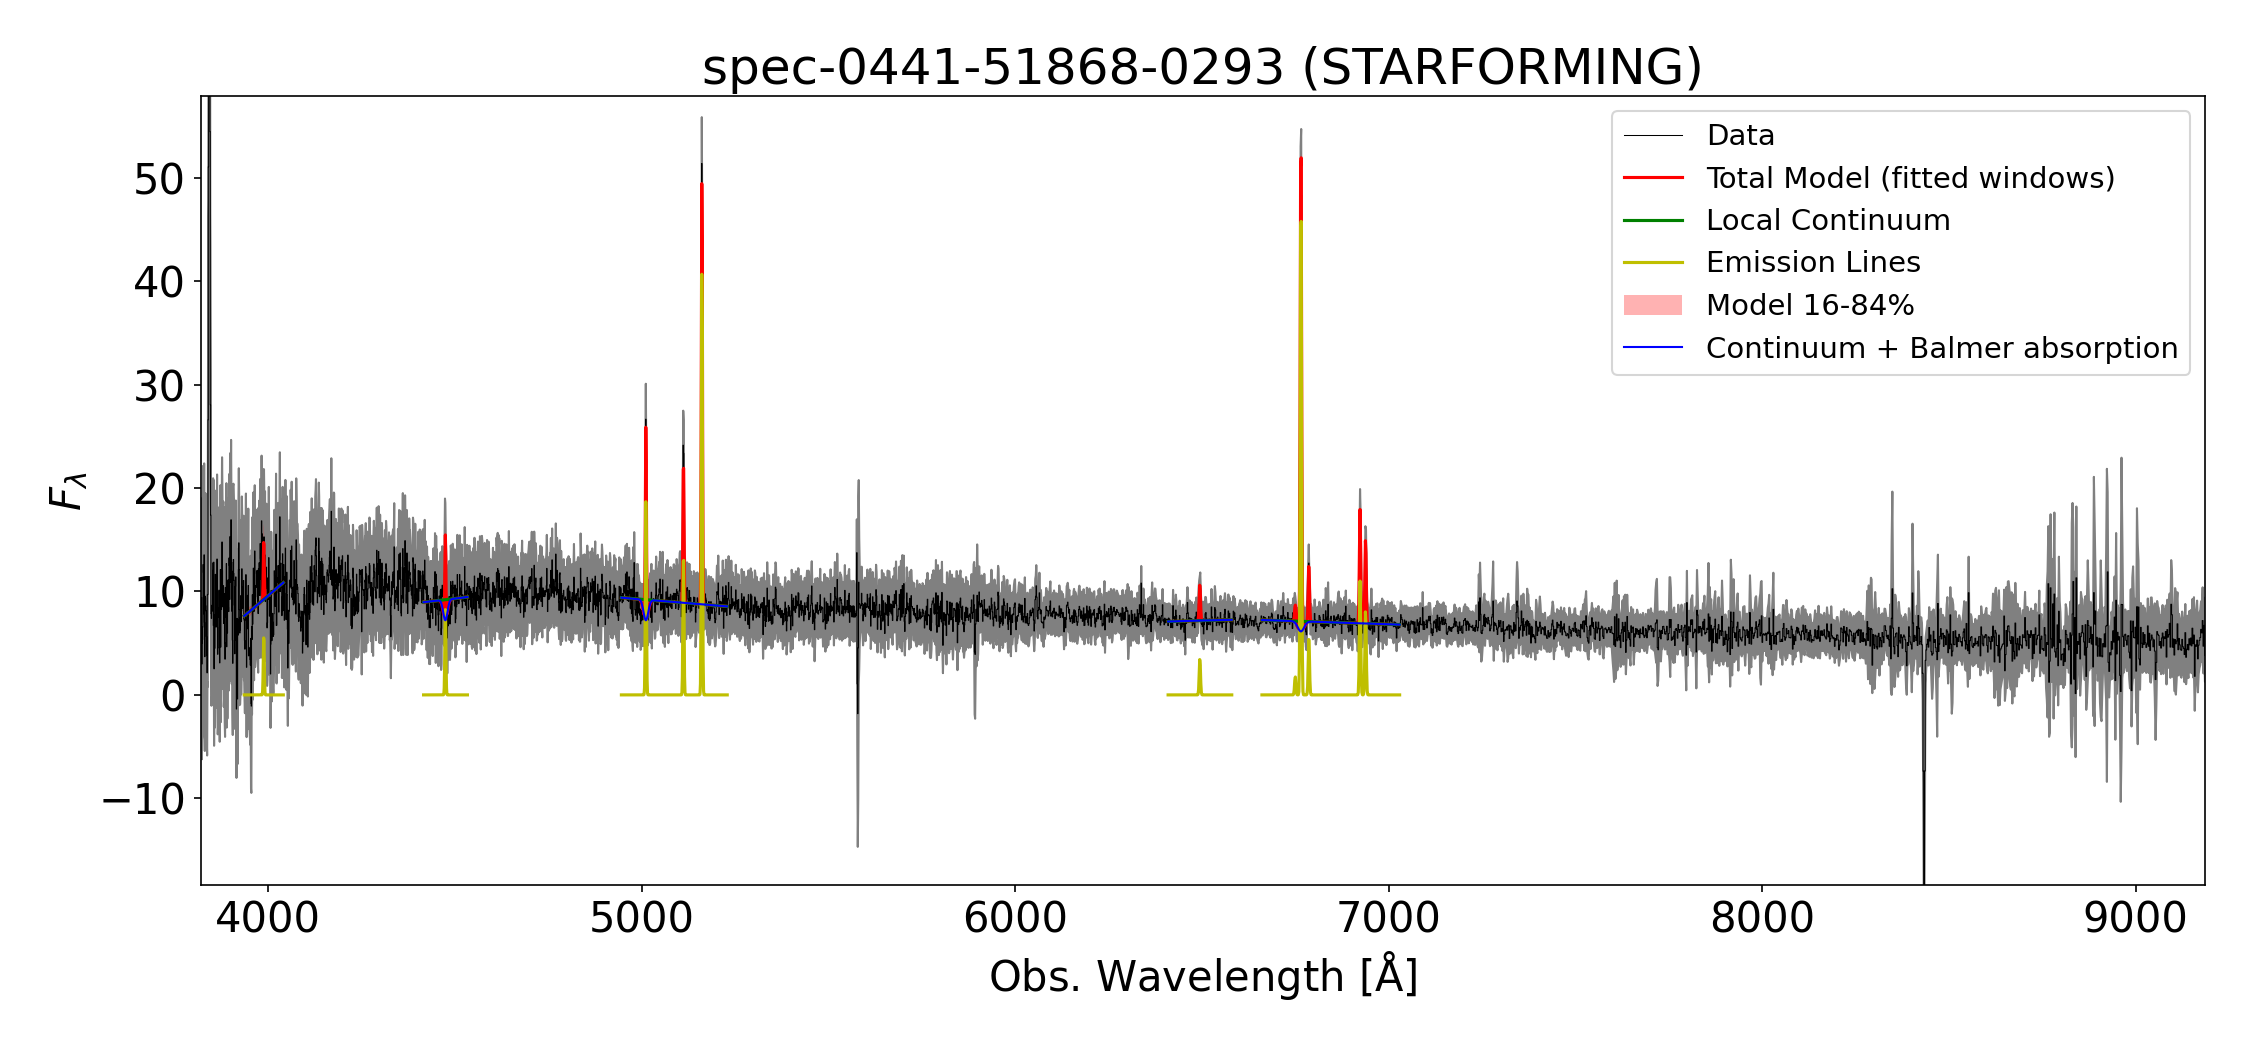 spec-0441-51868-0293 (STARFORMING)
Data
Total Model (fitted windows)
Local Continuum
Emission Lines
Model 16-84%
Continuum + Balmer absorption
50
40
30
20
10
0
−10
Fλ
4000 5000 6000 7000 8000 9000
Obs. Wavelength [Å]